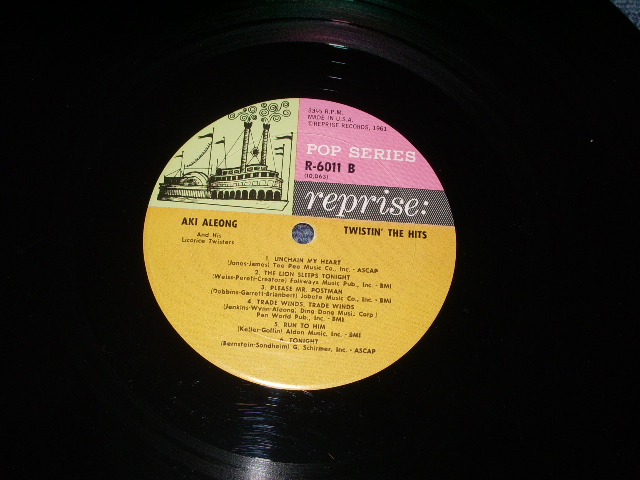 33⅓ R.P.M.
MADE IN U.S.A.
©REPRISE RECORDS, 1961
POP SERIES
R-6011 B
(10,063)
reprise:
AKI ALEONG
And His
Licorice Twisters
TWISTIN' THE HITS
1. UNCHAIN MY HEART
(Jones-James) Tee Pee Music Co., Inc. - ASCAP
2. THE LION SLEEPS TONIGHT
(Weiss-Pereti-Creatore) Folkways Music Pub., Inc. - BMI
3. PLEASE MR. POSTMAN
(Dobbins-Garrett-Brianbert) Jobete Music Co., Inc. - BMI
4. TRADE WINDS, TRADE WINDS
(Jenkins-Wynn-Aleong; Ding Dong Music Corp)
Pan World Pub., Inc. - BMI
5. RUN TO HIM
(Keller-Goffin) Aldon Music, Inc. - BMI
6. TONIGHT
(Bernstein-Sondheim) G. Schirmer, Inc. - ASCAP